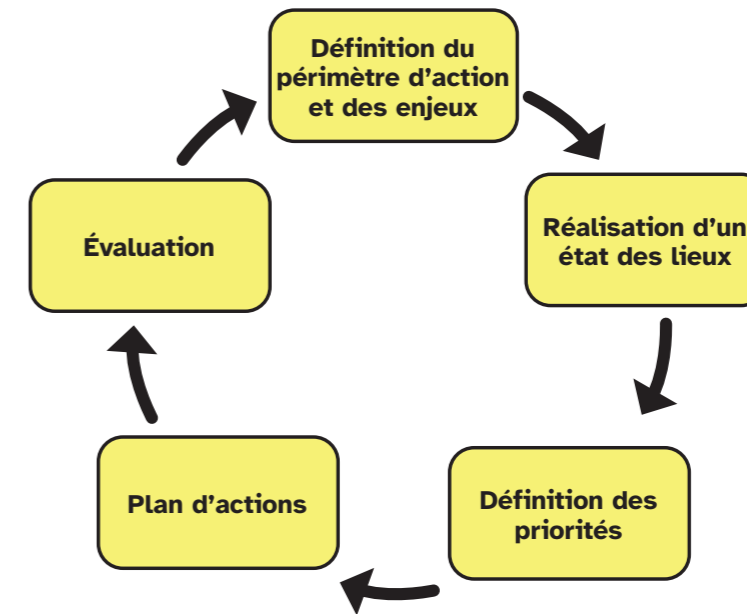 Définition du
périmètre d’action
et des enjeux
Réalisation d’un
état des lieux
Définition des
priorités
Plan d’actions
Évaluation